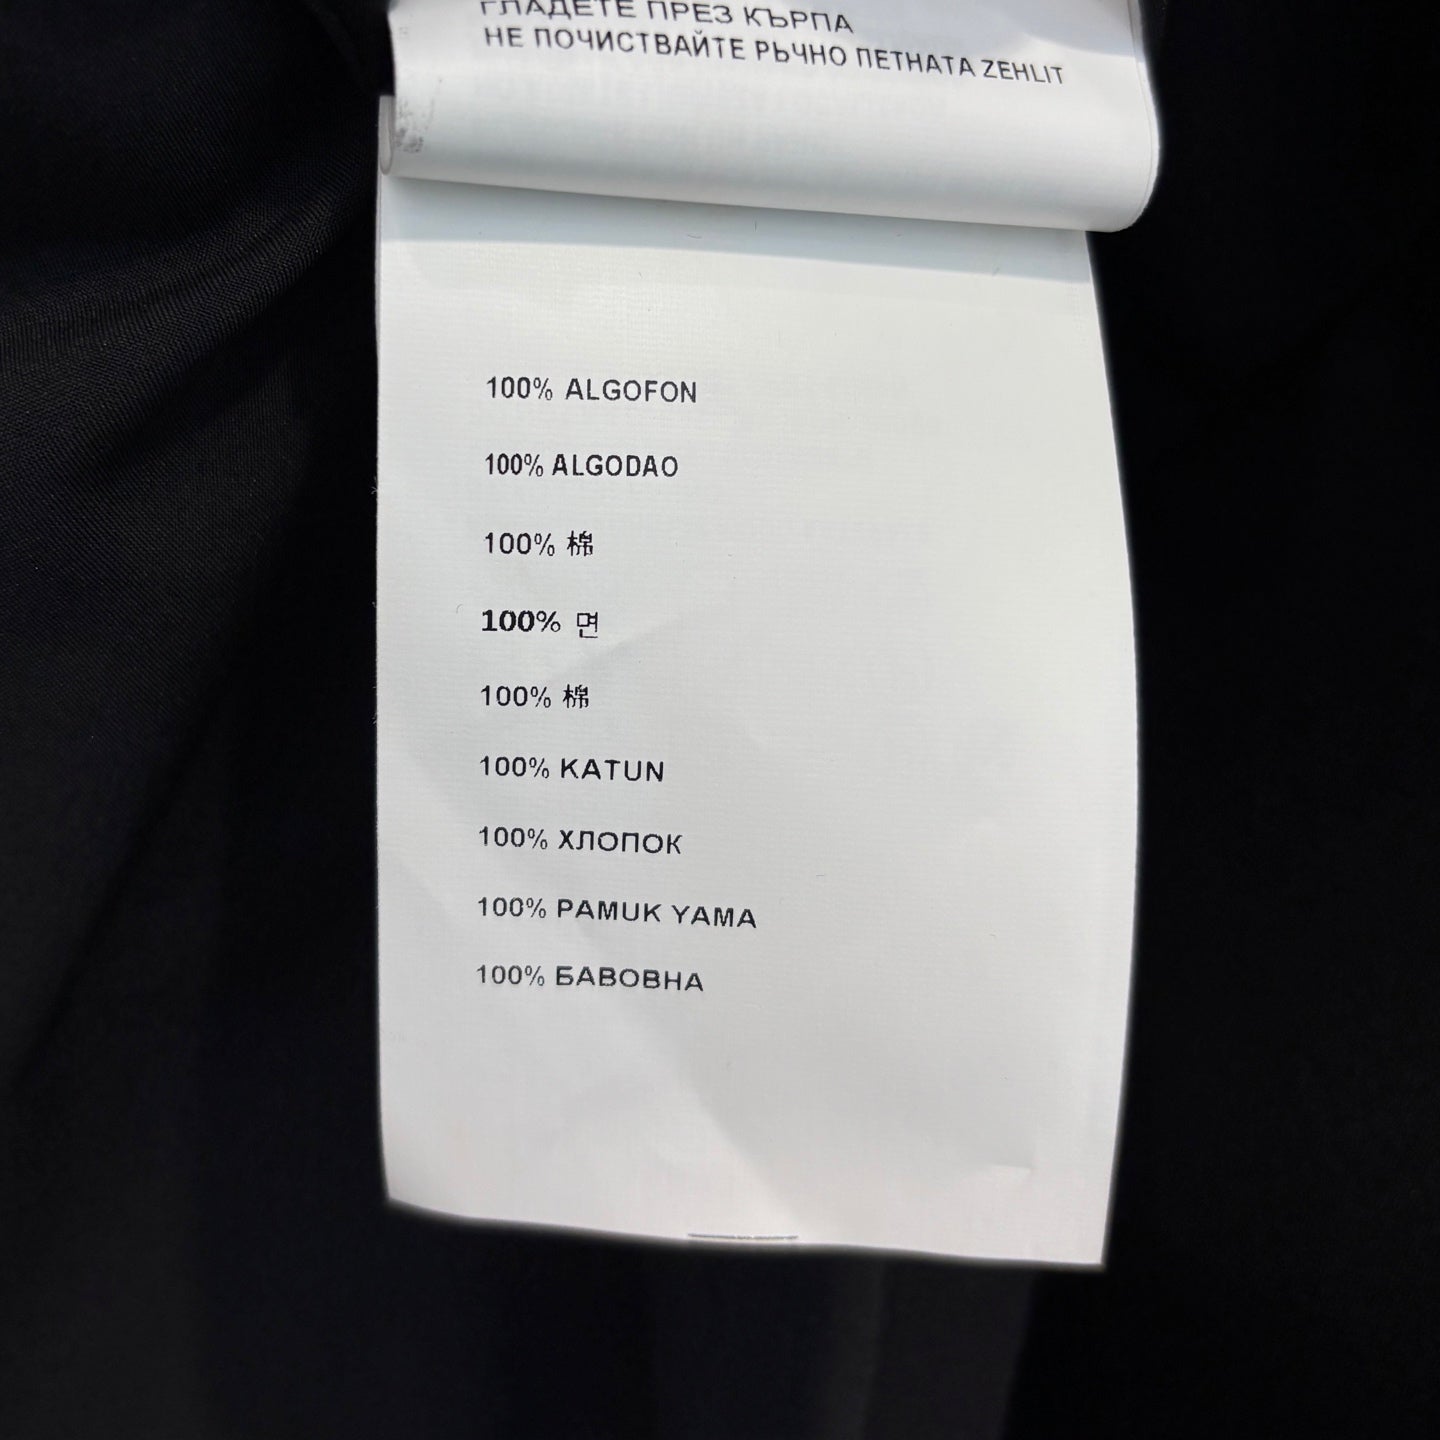 ГЛАДЕТЕ ПРЕЗ КЪРПА
НЕ ПОЧИСТВАЙТЕ РЬЧНО ПЕТНАТА ZEHLIT
100% ALGOFON
100% ALGODAO
100% 棉
100% 면
100% 棉
100% KATUN
100% ХЛОПОК
100% PAMUK YAMA
100% БАВОВНА